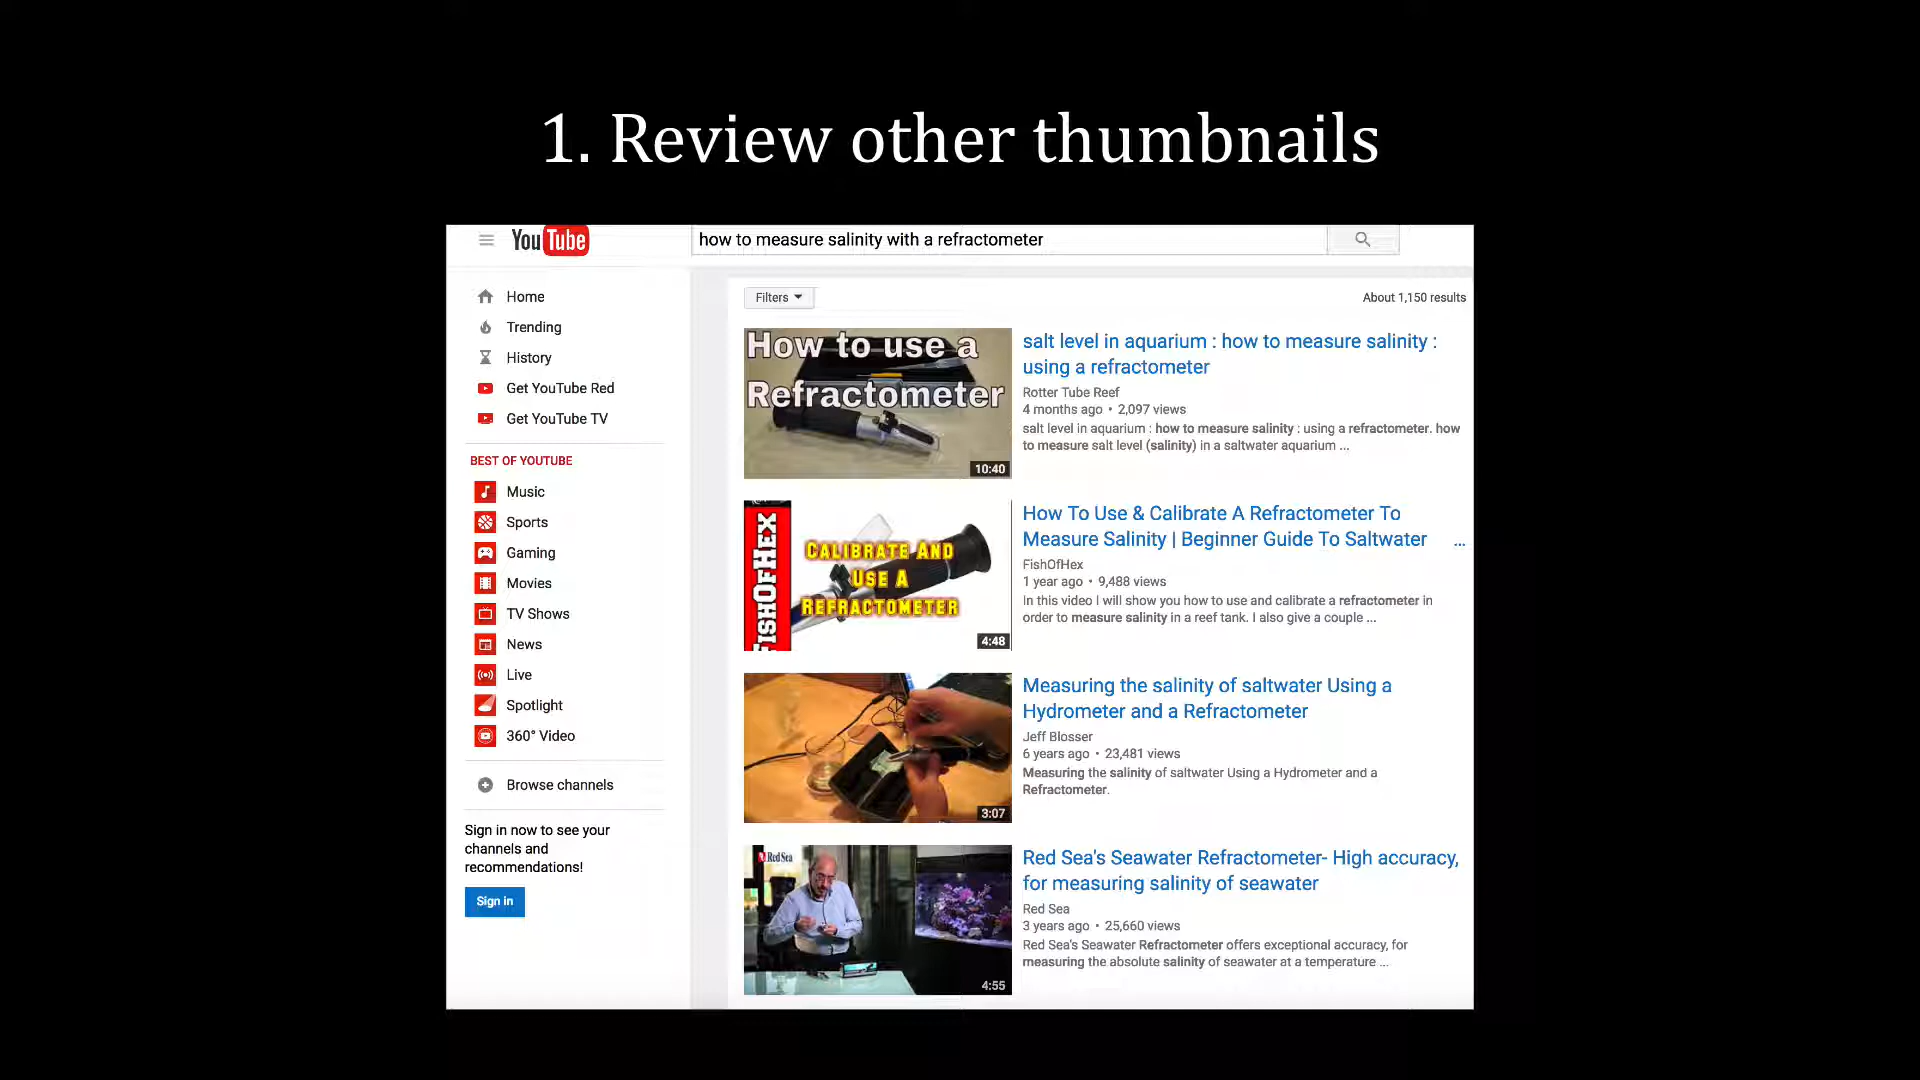 1. Review other thumbnails
YouTube
how to measure salinity with a refractometer
Home
Trending
History
Get YouTube Red
Get YouTube TV
BEST OF YOUTUBE
Music
Sports
Gaming
Movies
TV Shows
News
Live
Spotlight
360° Video
Browse channels
Sign in now to see your
channels and
recommendations!
Sign in
Filters
About 1,150 results
How to use a
Refractometer
10:40
salt level in aquarium : how to measure salinity :
using a refractometer
Rotter Tube Reef
4 months ago • 2,097 views
salt level in aquarium : how to measure salinity : using a refractometer. how
to measure salt level (salinity) in a saltwater aquarium ...
FISHOFHEX
CALIBRATE AND
USE A
REFRACTOMETER
4:48
How To Use & Calibrate A Refractometer To
Measure Salinity | Beginner Guide To Saltwater ...
FishOfHex
1 year ago • 9,488 views
In this video I will show you how to use and calibrate a refractometer in
order to measure salinity in a reef tank. I also give a couple ...
3:07
Measuring the salinity of saltwater Using a
Hydrometer and a Refractometer
Jeff Blosser
6 years ago • 23,481 views
Measuring the salinity of saltwater Using a Hydrometer and a
Refractometer.
Red Sea
4:55
Red Sea's Seawater Refractometer- High accuracy,
for measuring salinity of seawater
Red Sea
3 years ago • 25,660 views
Red Sea's Seawater Refractometer offers exceptional accuracy, for
measuring the absolute salinity of seawater at a temperature ...